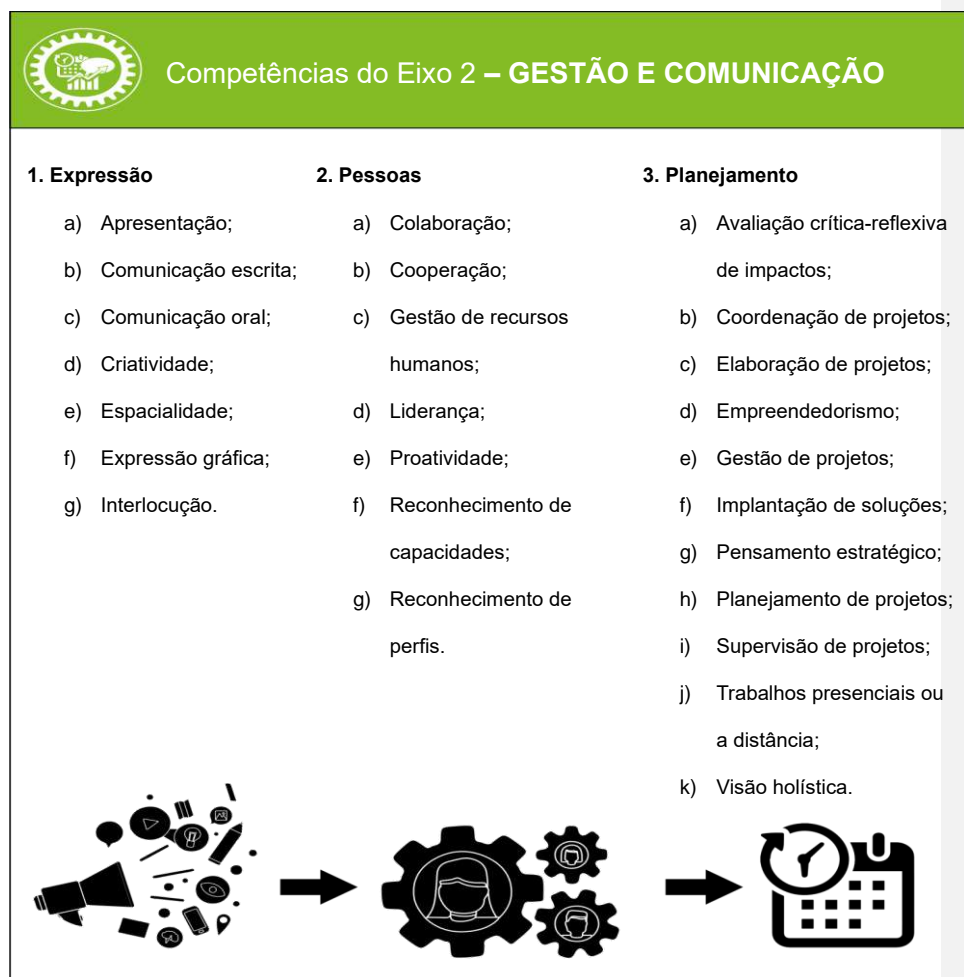 Competências do Eixo 2 – GESTÃO E COMUNICAÇÃO
1. Expressão
a) Apresentação;
b) Comunicação escrita;
c) Comunicação oral;
d) Criatividade;
e) Espacialidade;
f) Expressão gráfica;
g) Interlocução.
2. Pessoas
a) Colaboração;
b) Cooperação;
c) Gestão de recursos
humanos;
d) Liderança;
e) Proatividade;
f) Reconhecimento de
capacidades;
g) Reconhecimento de
perfis.
3. Planejamento
a) Avaliação crítica-reflexiva
de impactos;
b) Coordenação de projetos;
c) Elaboração de projetos;
d) Empreendedorismo;
e) Gestão de projetos;
f) Implantação de soluções;
g) Pensamento estratégico;
h) Planejamento de projetos;
i) Supervisão de projetos;
j) Trabalhos presenciais ou
a distância;
k) Visão holística.